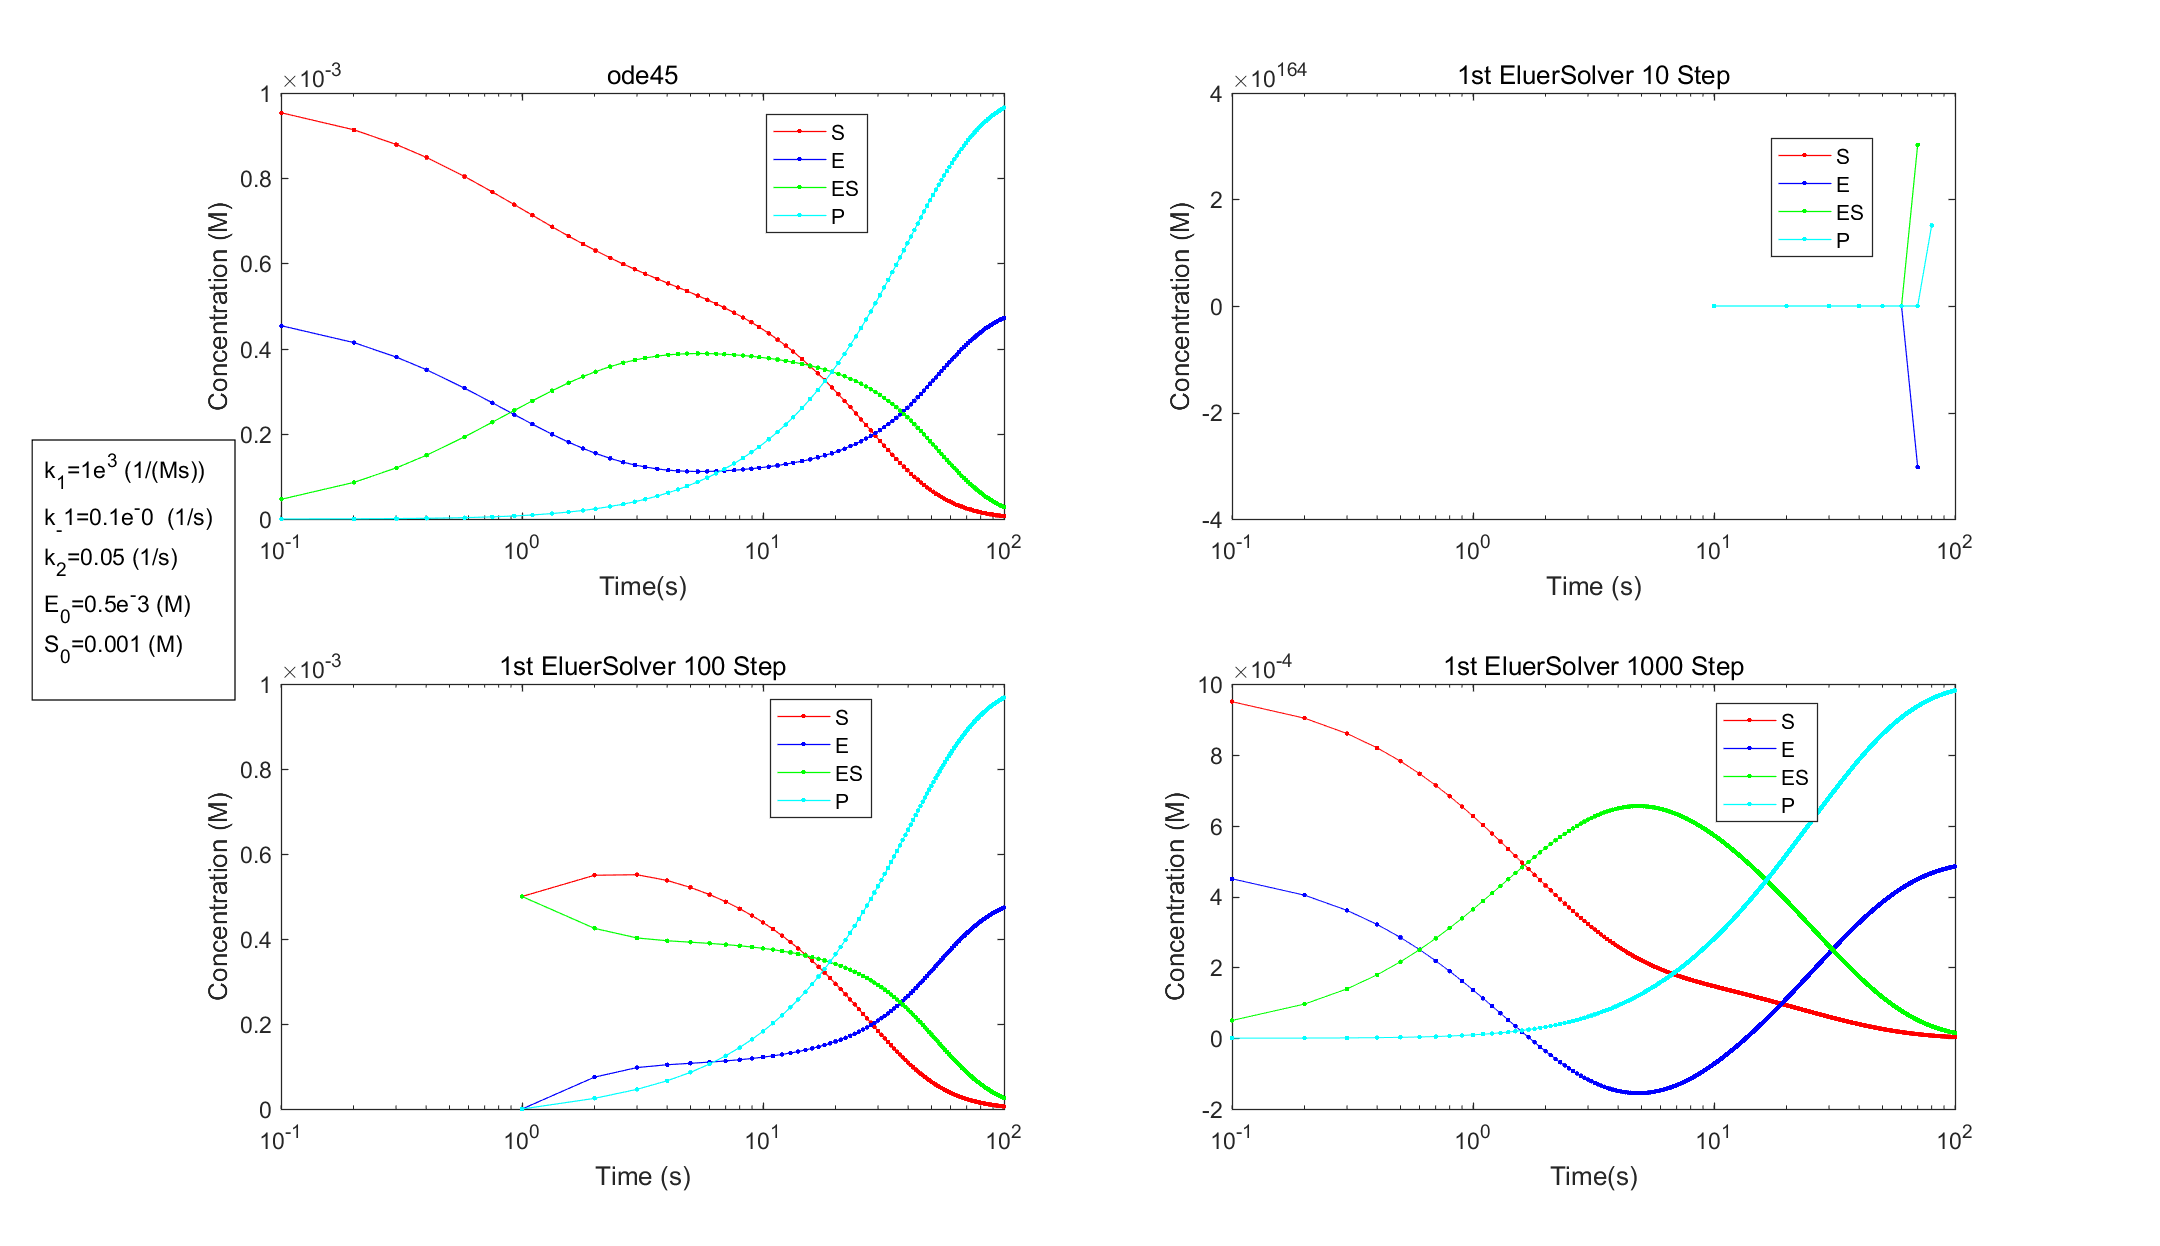 ode45
×10-3
1
0.8
0.6
0.4
0.2
0
10-1
100
101
102
Concentration (M)
Time(s)
S
E
ES
P
1st EluerSolver 10 Step
×10164
4
2
0
-2
-4
10-1
100
101
102
Concentration (M)
Time (s)
S
E
ES
P
k1=1e3 (1/(Ms))
k-1=0.1e-0 (1/s)
k2=0.05 (1/s)
E0=0.5e-3 (M)
S0=0.001 (M)
1st EluerSolver 100 Step
×10-3
1
0.8
0.6
0.4
0.2
0
10-1
100
101
102
Concentration (M)
Time (s)
S
E
ES
P
1st EluerSolver 1000 Step
×10-4
10
8
6
4
2
0
-2
10-1
100
101
102
Concentration (M)
Time(s)
S
E
ES
P